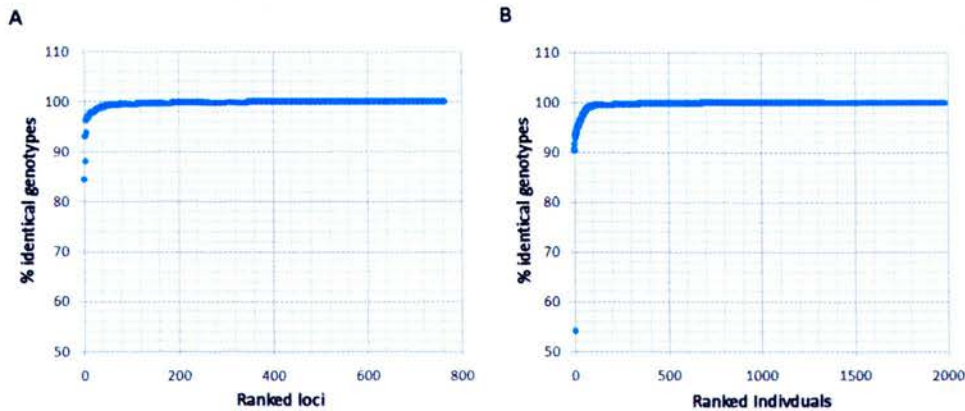 A
% identical genotypes
110
100
90
80
70
60
50
0 200 400 600 800
Ranked loci
B
% identical genotypes
110
100
90
80
70
60
50
0 500 1000 1500 2000
Ranked Indivduals